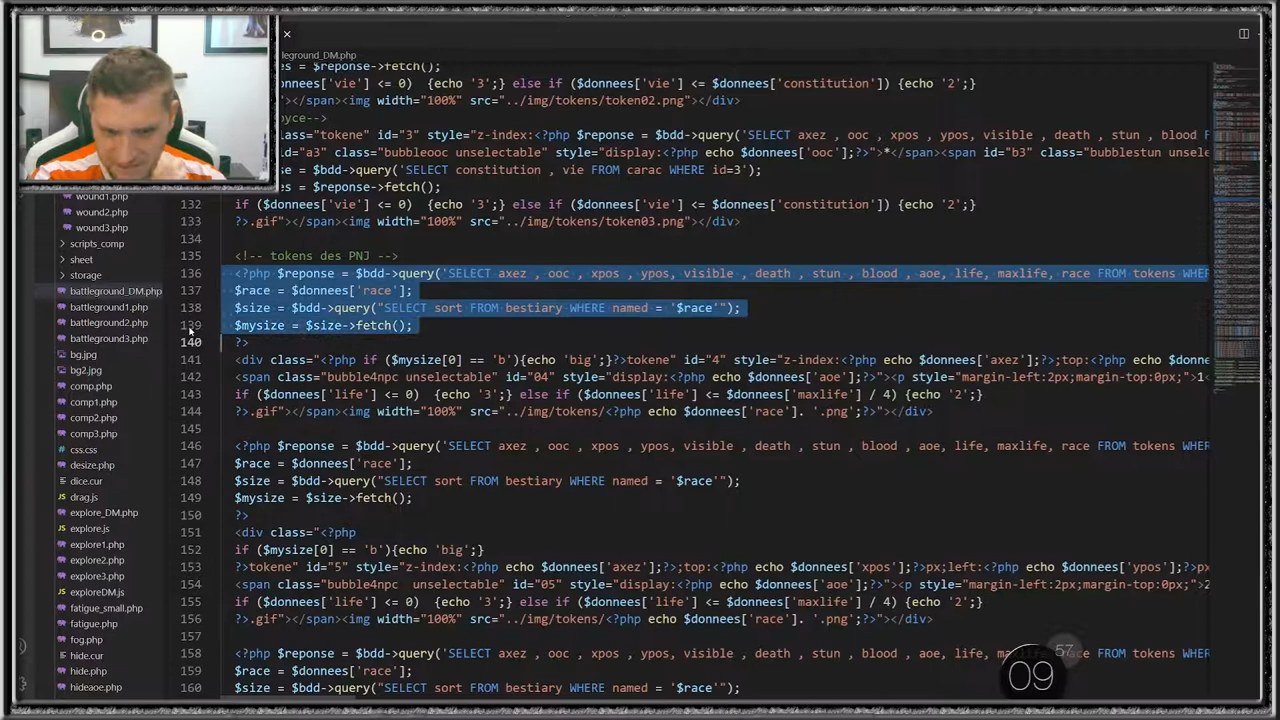 leground_DM.php
es = $reponse->fetch();
onnees['vie'] <= 0) {echo '3';} else if ($donnees['vie'] <= $donnees['constitution']) {echo '2';}
"></span><img width="100%" src="../img/tokens/token02.png"></div>
oyce-->
class="tokene" id="3" style="z-index:<?php $reponse = $bdd->query('SELECT axez, ooc , xpos , ypos, visible , death , stun , blood F
id="a3" class="bubbleooc unselectable" style="display:<?php echo $donnees['ooc'];?>">*</span><span id="b3" class="bubblestun unsele
nse = $bdd->query('SELECT constitution , vie FROM carac WHERE id=3');
es = $reponse->fetch();
132 onnees['vie'] <= 0) {echo '3';} else if ($donnees['vie'] <= $donnees['constitution']) {echo '2';}
133 ?>.gif"></span><img width="100%" src="../img/tokens/token03.png"></div>
134
135 <!-- tokens des PNJ -->
136 <?php $reponse = $bdd->query('SELECT axez , ooc , xpos , ypos, visible , death , stun , blood , aoe, life, maxlife, race FROM tokens WHER
137 $race = $donnees['race'];
138 $size = $bdd->query("SELECT sort FROM bestiary WHERE named = '$race'");
139 $mysize = $size->fetch();
140 ?>
141 <div class="<?php if ($mysize[0] == 'b'){echo 'big';}?>tokene" id="4" style="z-index:<?php echo $donnees['axez'];?>;top:<?php echo $donne
142 <span class="bubble4npc unselectable" id="04" style="display:<?php echo $donnees['aoe'];?>"><p style="margin-left:2px;margin-top:0px;">1<
143 if ($donnees['life'] <= 0) {echo '3';} else if ($donnees['life'] <= $donnees['maxlife'] / 4) {echo '2';}
144 ?>.gif"></span><img width="100%" src="../img/tokens/<?php echo $donnees['race']. '.png';?>"></div>
145
146 <?php $reponse = $bdd->query('SELECT axez , ooc , xpos , ypos, visible , death , stun , blood , aoe, life, maxlife, race FROM tokens WHER
147 $race = $donnees['race'];
148 $size = $bdd->query("SELECT sort FROM bestiary WHERE named = '$race'");
149 $mysize = $size->fetch();
150 ?>
151 <div class="<?php
152 if ($mysize[0] == 'b'){echo 'big';}
153 ?>tokene" id="5" style="z-index:<?php echo $donnees['axez'];?>;top:<?php echo $donnees['xpos'];?>px;left:<?php echo $donnees['ypos'];?>px
154 <span class="bubble4npc  unselectable" id="05" style="display:<?php echo $donnees['aoe'];?>"><p style="margin-left:2px;margin-top:0px;">2
155 if ($donnees['life'] <= 0) {echo '3';} else if ($donnees['life'] <= $donnees['maxlife'] / 4) {echo '2';}
156 ?>.gif"></span><img width="100%" src="../img/tokens/<?php echo $donnees['race']. '.png';?>"></div>
157
158 <?php $reponse = $bdd->query('SELECT axez , ooc , xpos , ypos, visible , death , stun , blood , aoe, life, maxlife, race FROM tokens WHER
159 $race = $donnees['race'];
160 $size = $bdd->query("SELECT sort FROM bestiary WHERE named = '$race'");
wound1.php
wound2.php
wound3.php
scripts_comp
sheet
storage
battleground_DM.php
battleground1.php
battleground2.php
battleground3.php
bg.jpg
bg2.jpg
comp.php
comp1.php
comp2.php
comp3.php
css.css
desize.php
dice.cur
drag.js
explore_DM.php
explore.js
explore1.php
explore2.php
explore3.php
exploreDM.js
fatigue_small.php
fatigue.php
fog.php
hide.cur
hide.php
hideaoe.php
57
09